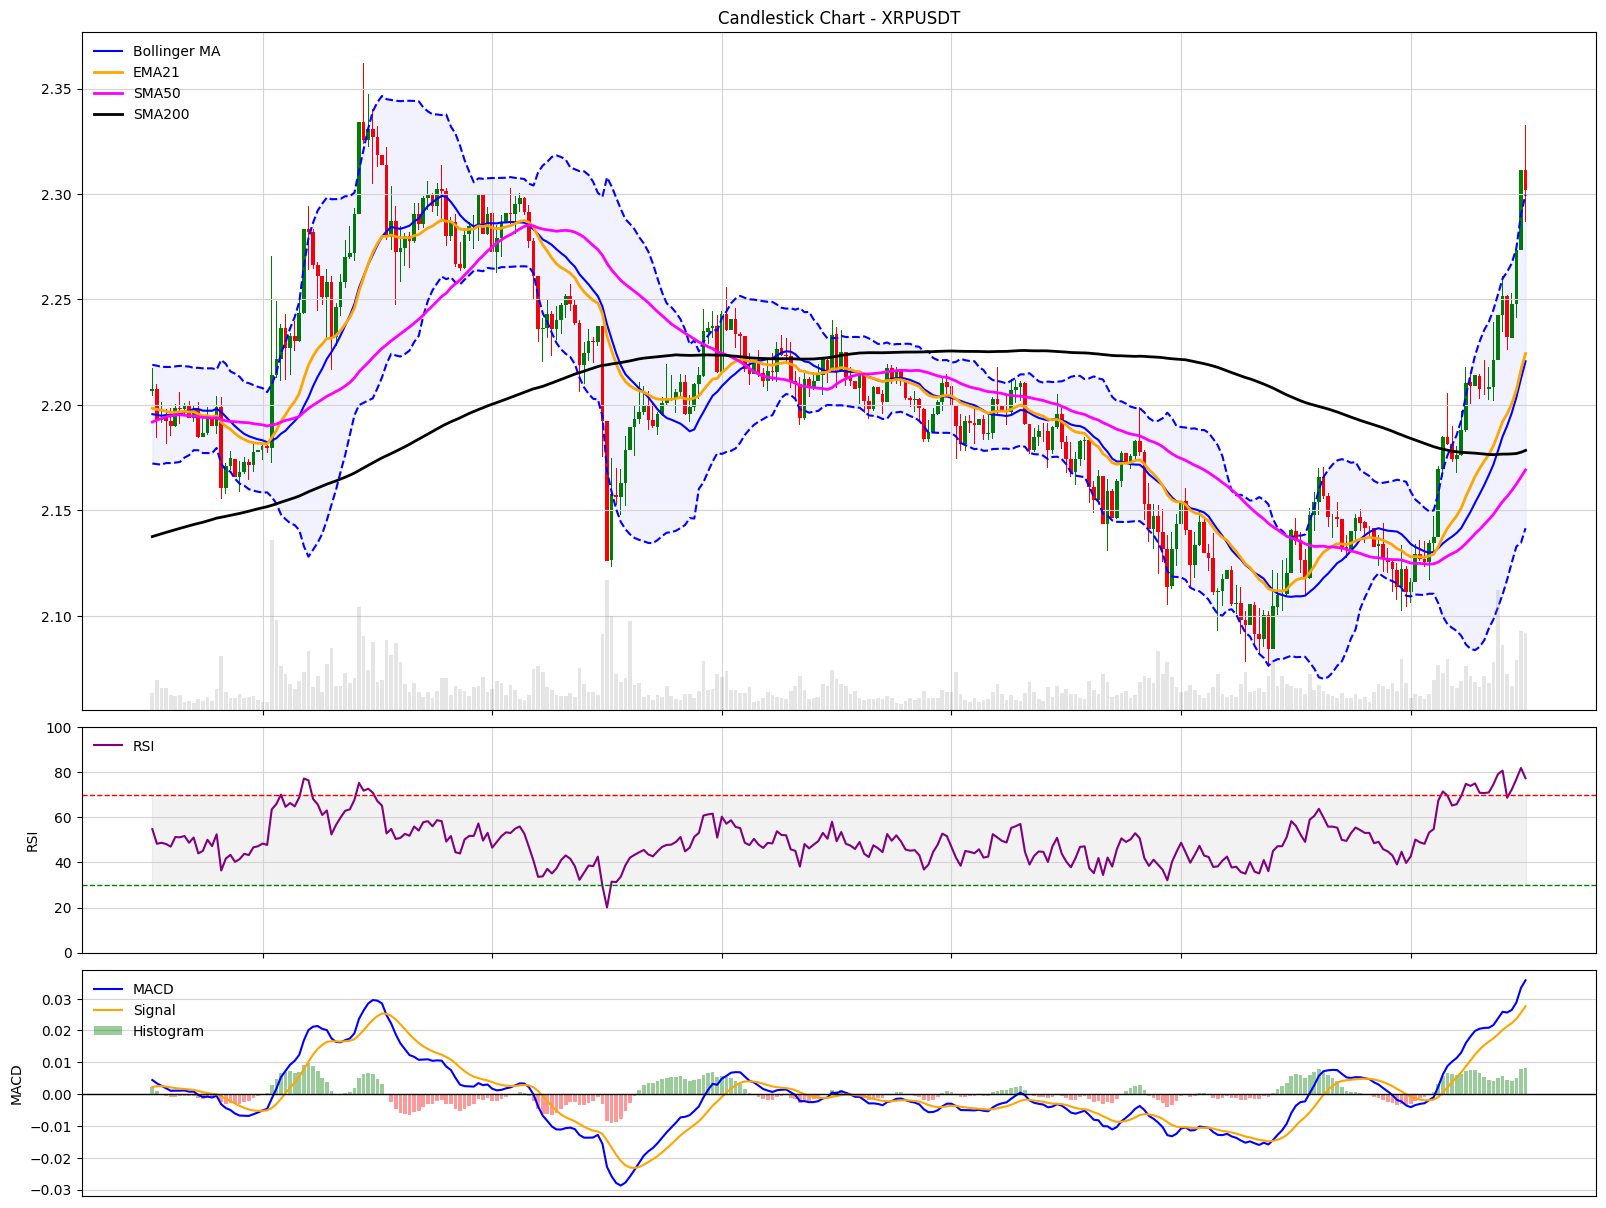 Candlestick Chart - XRPUSDT
Bollinger MA
EMA21
SMA50
SMA200
2.35
2.30
2.25
2.20
2.15
2.10
RSI
100
80
60
40
20
0
RSI
MACD
Signal
Histogram
0.03
0.02
0.01
0.00
−0.01
−0.02
−0.03
MACD